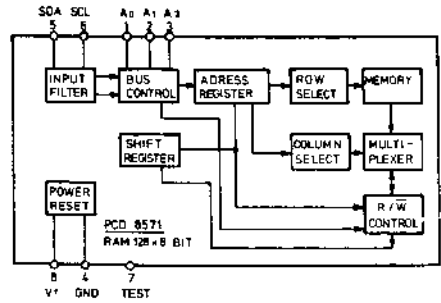 SDA SCL A0 A1 A2
5 6 1 2 3
INPUT FILTER
BUS CONTROL
ADRESS REGISTER
ROW SELECT
MEMORY
SHIFT REGISTER
COLUMN SELECT
MULTI-PLEXER
POWER RESET
PCD 8571
RAM 128 x 8 BIT
R / W̅ CONTROL
8 4 7
V+ GND TEST